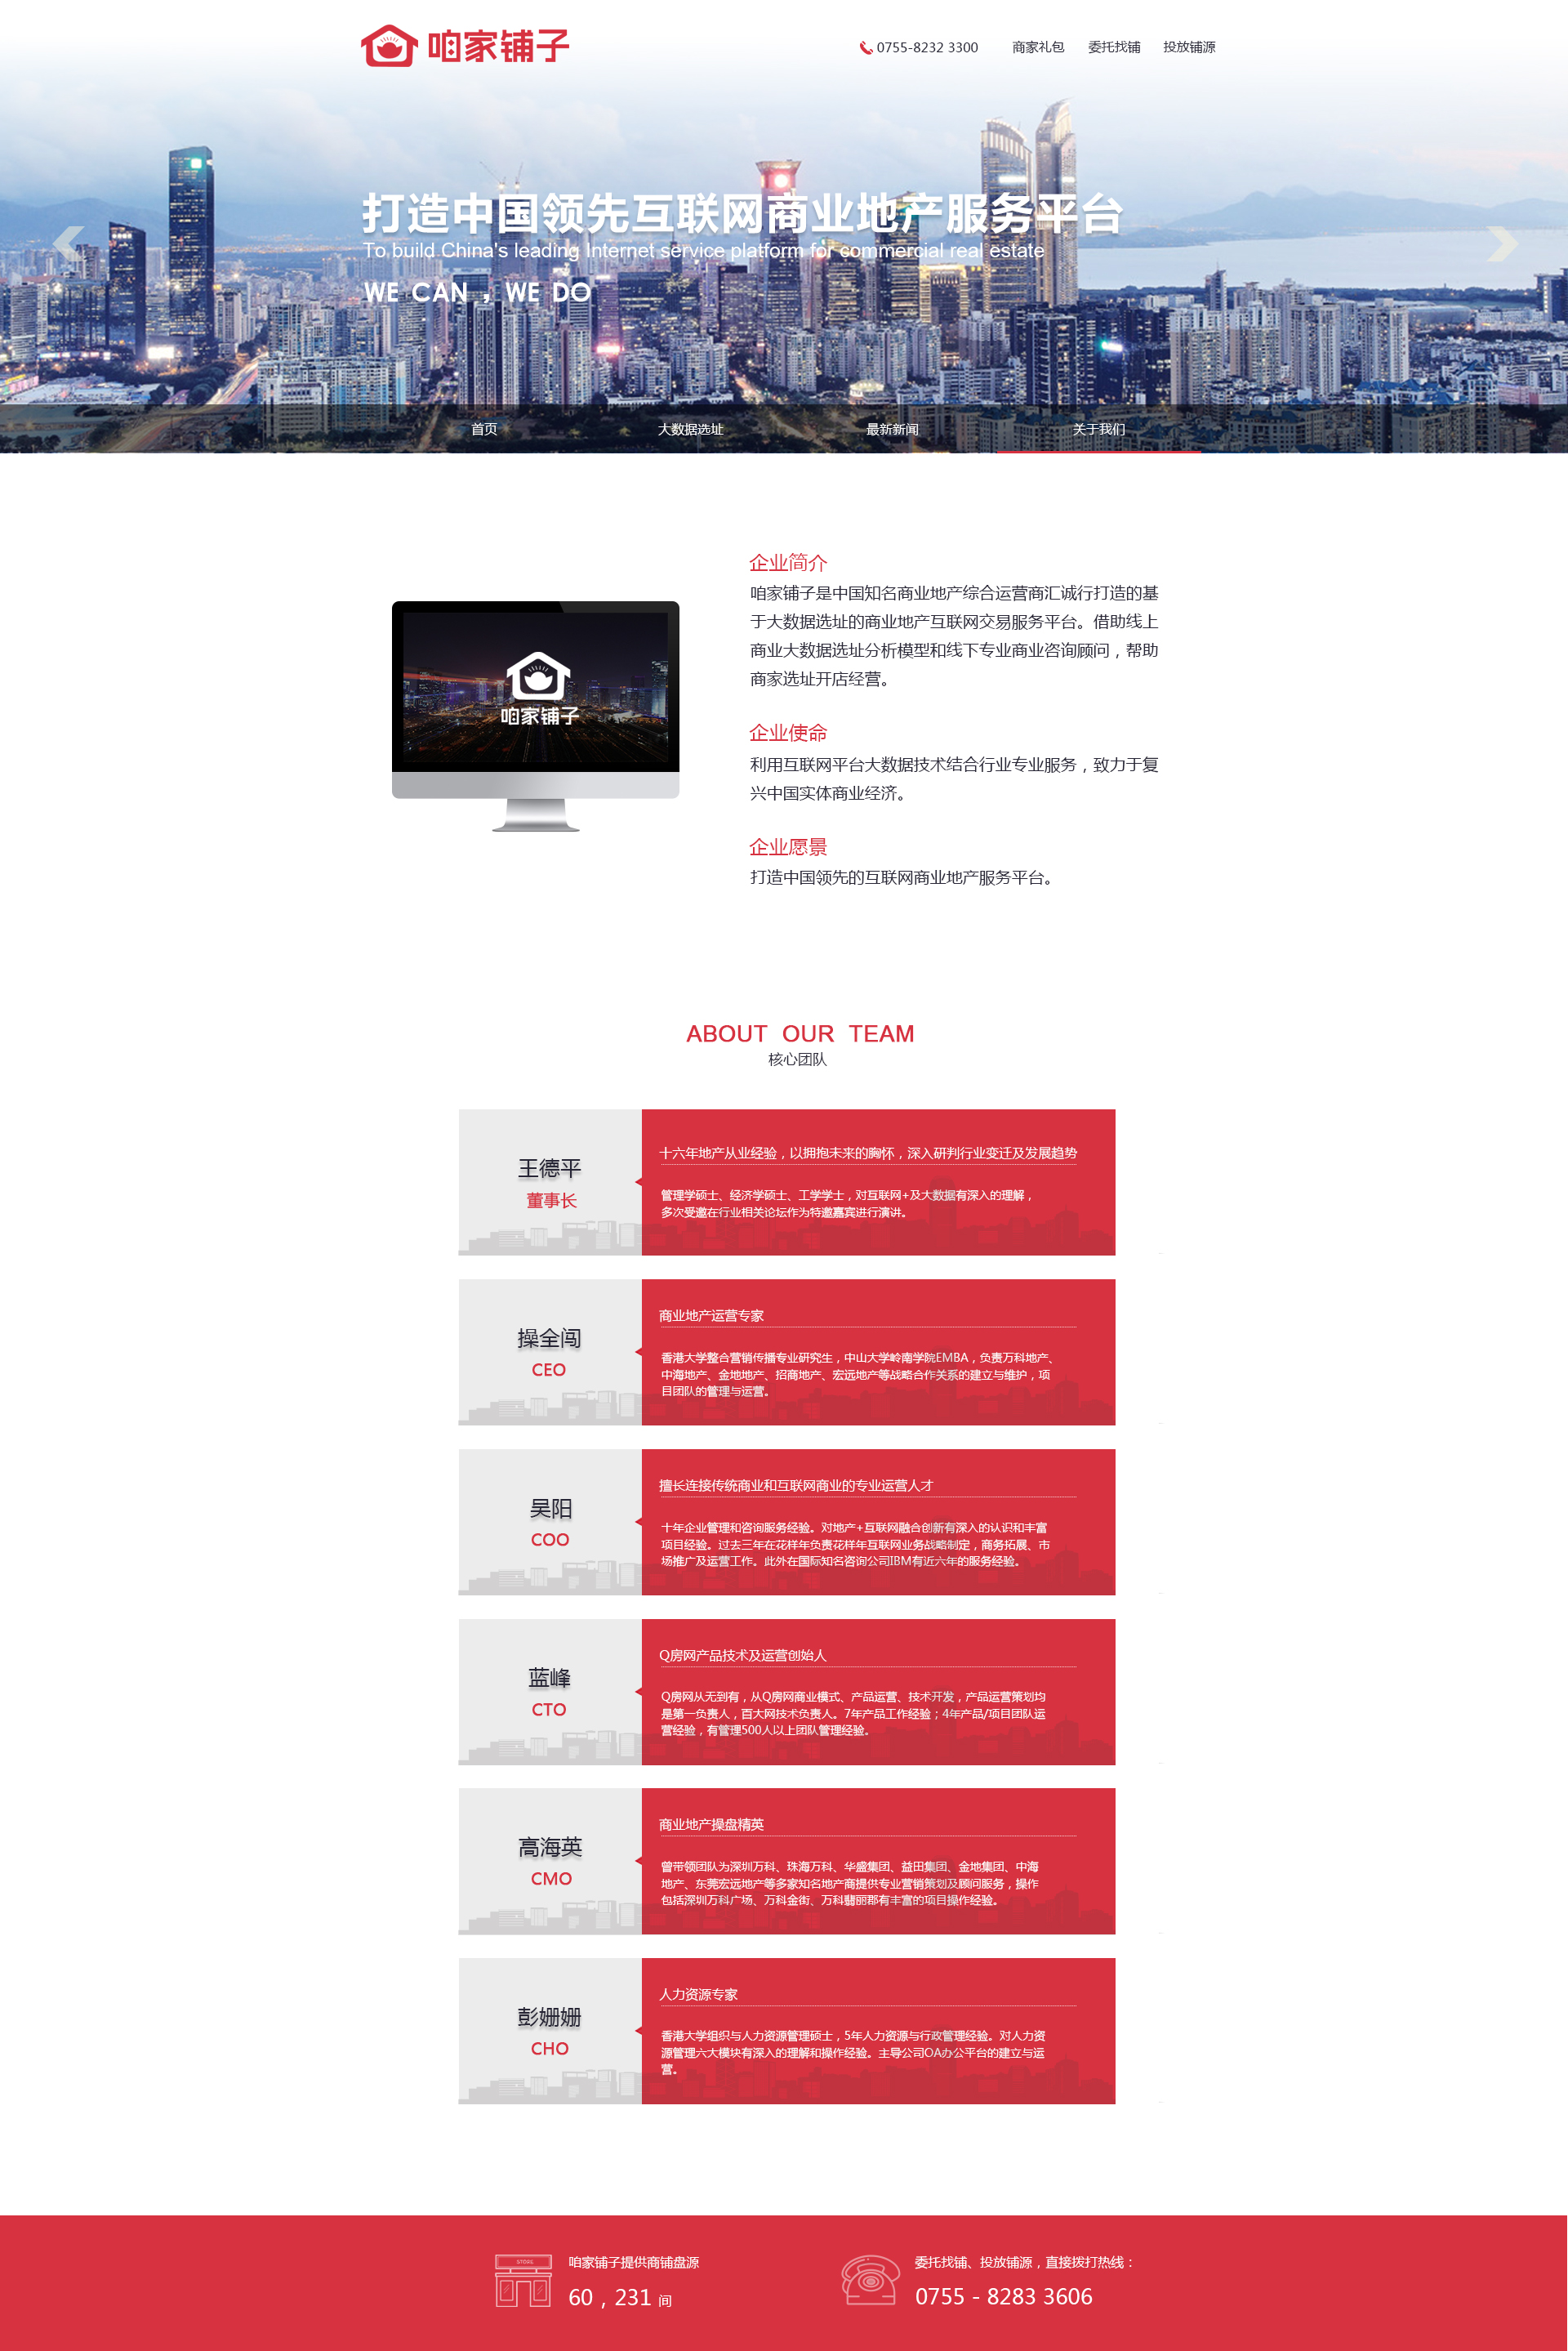 咱家铺子
0755-8232 3300 商家礼包 委托找铺 投放铺源
打造中国领先互联网商业地产服务平台
To build China's leading Internet service platform for commercial real estate
WE CAN，WE DO
首页 大数据选址 最新新闻 关于我们
企业简介
咱家铺子是中国知名商业地产综合运营商汇诚行打造的基
于大数据选址的商业地产互联网交易服务平台。借助线上
商业大数据选址分析模型和线下专业商业咨询顾问，帮助
商家选址开店经营。
咱家铺子
企业使命
利用互联网平台大数据技术结合行业专业服务，致力于复
兴中国实体商业经济。
企业愿景
打造中国领先的互联网商业地产服务平台。
ABOUT OUR TEAM
核心团队
王德平
董事长
十六年地产从业经验，以拥抱未来的胸怀，深入研判行业变迁及发展趋势
管理学硕士、经济学硕士、工学学士，对互联网+及大数据有深入的理解，
多次受邀在行业相关论坛作为特邀嘉宾进行演讲。
操全闯
CEO
商业地产运营专家
香港大学整合营销传播专业研究生，中山大学岭南学院EMBA，负责万科地产、
中海地产、金地地产、招商地产、宏远地产等战略合作关系的建立与维护，项
目团队的管理与运营。
吴阳
COO
擅长连接传统商业和互联网商业的专业运营人才
十年企业管理和咨询服务经验。对地产+互联网融合创新有深入的认识和丰富
项目经验。过去三年在花样年负责花样年互联网业务战略制定，商务拓展、市
场推广及运营工作。此外在国际知名咨询公司IBM有近六年的服务经验。
蓝峰
CTO
Q房网产品技术及运营创始人
Q房网从无到有，从Q房网商业模式、产品运营、技术开发，产品运营策划均
是第一负责人，百大网技术负责人。7年产品工作经验；4年产品/项目团队运
营经验，有管理500人以上团队管理经验。
高海英
CMO
商业地产操盘精英
曾带领团队为深圳万科、珠海万科、华盛集团、益田集团、金地集团、中海
地产、东莞宏远地产等多家知名地产商提供专业营销策划及顾问服务，操作
包括深圳万科广场、万科金街、万科翡丽郡有丰富的项目操作经验。
彭姗姗
CHO
人力资源专家
香港大学组织与人力资源管理硕士，5年人力资源与行政管理经验。对人力资
源管理六大模块有深入的理解和操作经验。主导公司OA办公平台的建立与运
营。
STORE
咱家铺子提供商铺盘源
60，231 间
委托找铺、投放铺源，直接拨打热线：
0755 - 8283 3606